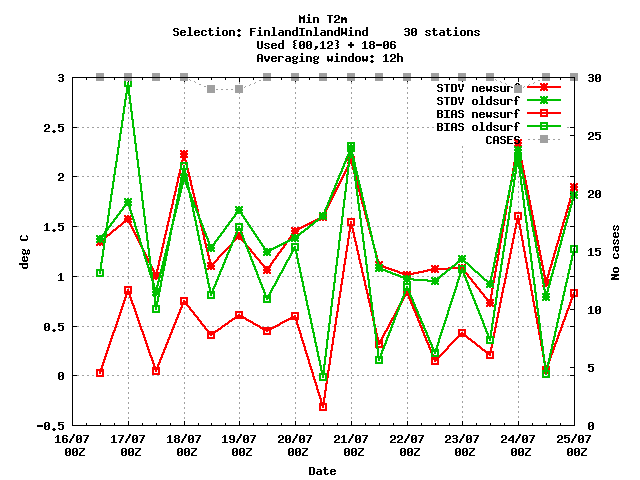 Min T2m
Selection: FinlandInlandWind 30 stations
Used {00,12} + 18-06
Averaging window: 12h
STDV newsurf
STDV oldsurf
BIAS newsurf
BIAS oldsurf
CASES
3
2.5
2
1.5
1
0.5
0
-0.5
deg C
30
25
20
15
10
5
0
No cases
16/07 17/07 18/07 19/07 20/07 21/07 22/07 23/07 24/07 25/07
00Z 00Z 00Z 00Z 00Z 00Z 00Z 00Z 00Z 00Z
Date